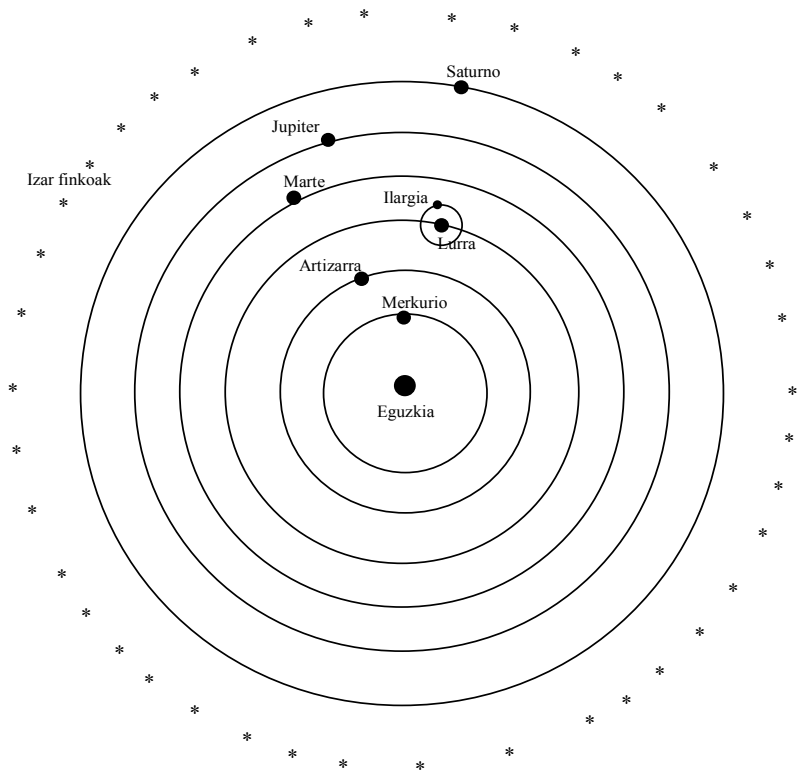 Saturno
Jupiter
Izar finkoak
Marte
Ilargia
Lurra
Artizarra
Merkurio
Eguzkia